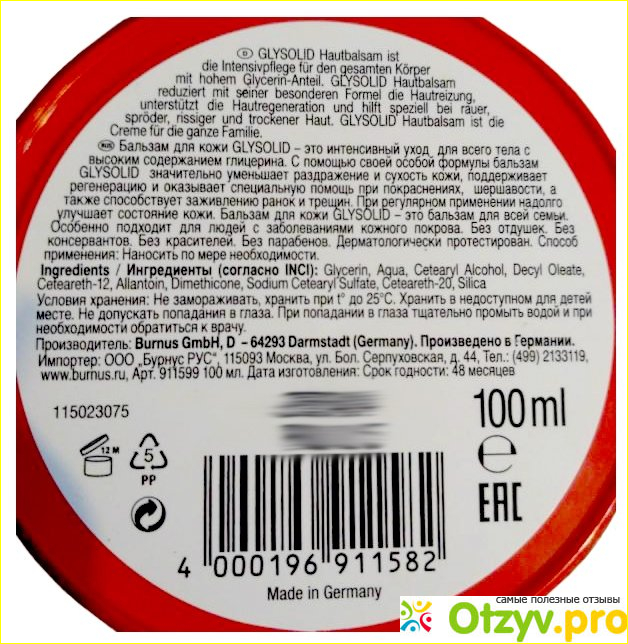 D GLYSOLID Hautbalsam ist
die Intensivpflege für den gesamten Körper
mit hohem Glycerin-Anteil. GLYSOLID Hautbalsam
reduziert mit seiner besonderen Formel die Hautreizung,
unterstützt die Hautregeneration und hilft speziell bei rauer,
spröder, rissiger und trockener Haut. GLYSOLID Hautbalsam ist die
Creme für die ganze Familie.
RUS Бальзам для кожи GLYSOLID – это интенсивный уход для всего тела с
высоким содержанием глицерина. С помощью своей особой формулы бальзам
GLYSOLID значительно уменьшает раздражение и сухость кожи, поддерживает
регенерацию и оказывает специальную помощь при покраснениях, шершавости, а
также способствует заживлению ранок и трещин. При регулярном применении надолго
улучшает состояние кожи. Бальзам для кожи GLYSOLID – это бальзам для всей семьи.
Особенно подходит для людей с заболеваниями кожного покрова. Без отдушек. Без
консервантов. Без красителей. Без парабенов. Дерматологически протестирован. Способ
применения: Наносить по мере необходимости.
Ingredients / Ингредиенты (согласно INCI): Glycerin, Aqua, Cetearyl Alcohol, Decyl Oleate,
Ceteareth-12, Allantoin, Dimethicone, Sodium Cetearyl Sulfate, Ceteareth-20, Silica
Условия хранения: Не замораживать, хранить при t° до 25°C. Хранить в недоступном для детей
месте. Не допускать попадания в глаза. При попадании в глаза тщательно промыть водой и при
необходимости обратиться к врачу.
Производитель: Burnus GmbH, D – 64293 Darmstadt (Germany). Произведено в Германии.
Импортер: ООО „Бурнус РУС", 115093 Москва, ул. Бол. Серпуховская, д. 44, Тел.: (499) 2133119,
www.burnus.ru, Арт. 911599 100 мл. Дата изготовления: Срок годности: 48 месяцев
115023075
100 ml
12 M
5
PP
e
EAC
4 000196 911582
Made in Germany
самые полезные отзывы
Otzyv.pro